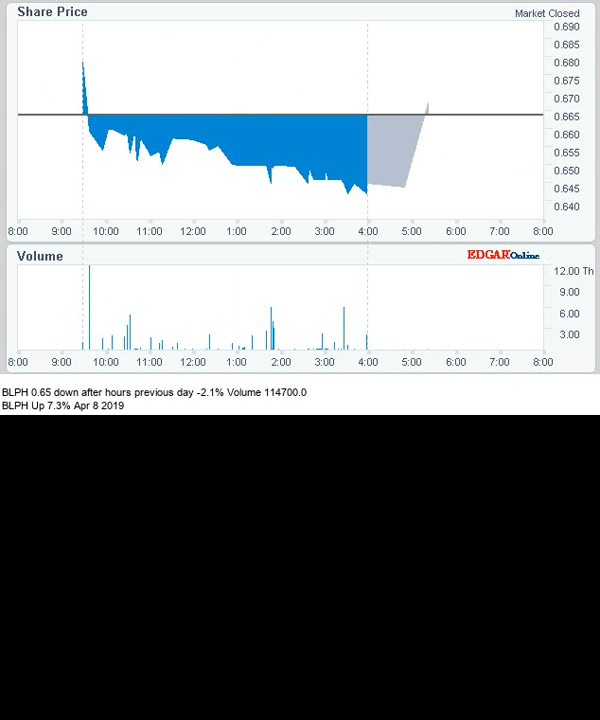 Share Price
Market Closed
0.690
0.685
0.680
0.675
0.670
0.665
0.660
0.655
0.650
0.645
0.640
8:00 9:00 10:00 11:00 12:00 1:00 2:00 3:00 4:00 5:00 6:00 7:00 8:00
Volume
EDGAROnline
12.00 Th
9.00
6.00
3.00
8:00 9:00 10:00 11:00 12:00 1:00 2:00 3:00 4:00 5:00 6:00 7:00 8:00
BLPH 0.65 down after hours previous day -2.1% Volume 114700.0
BLPH Up 7.3% Apr 8 2019